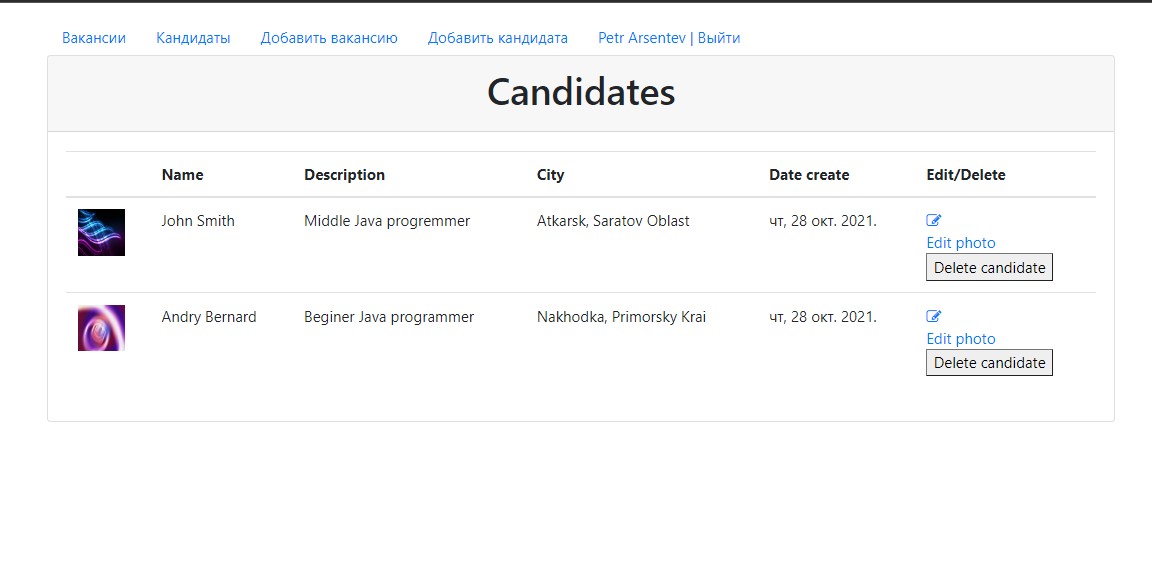 Вакансии Кандидаты Добавить вакансию Добавить кандидата Petr Arsentev | Выйти
Candidates
Name Description City Date create Edit/Delete
John Smith Middle Java progremmer Atkarsk, Saratov Oblast чт, 28 окт. 2021.
Edit photo
Delete candidate
Andry Bernard Beginer Java programmer Nakhodka, Primorsky Krai чт, 28 окт. 2021.
Edit photo
Delete candidate